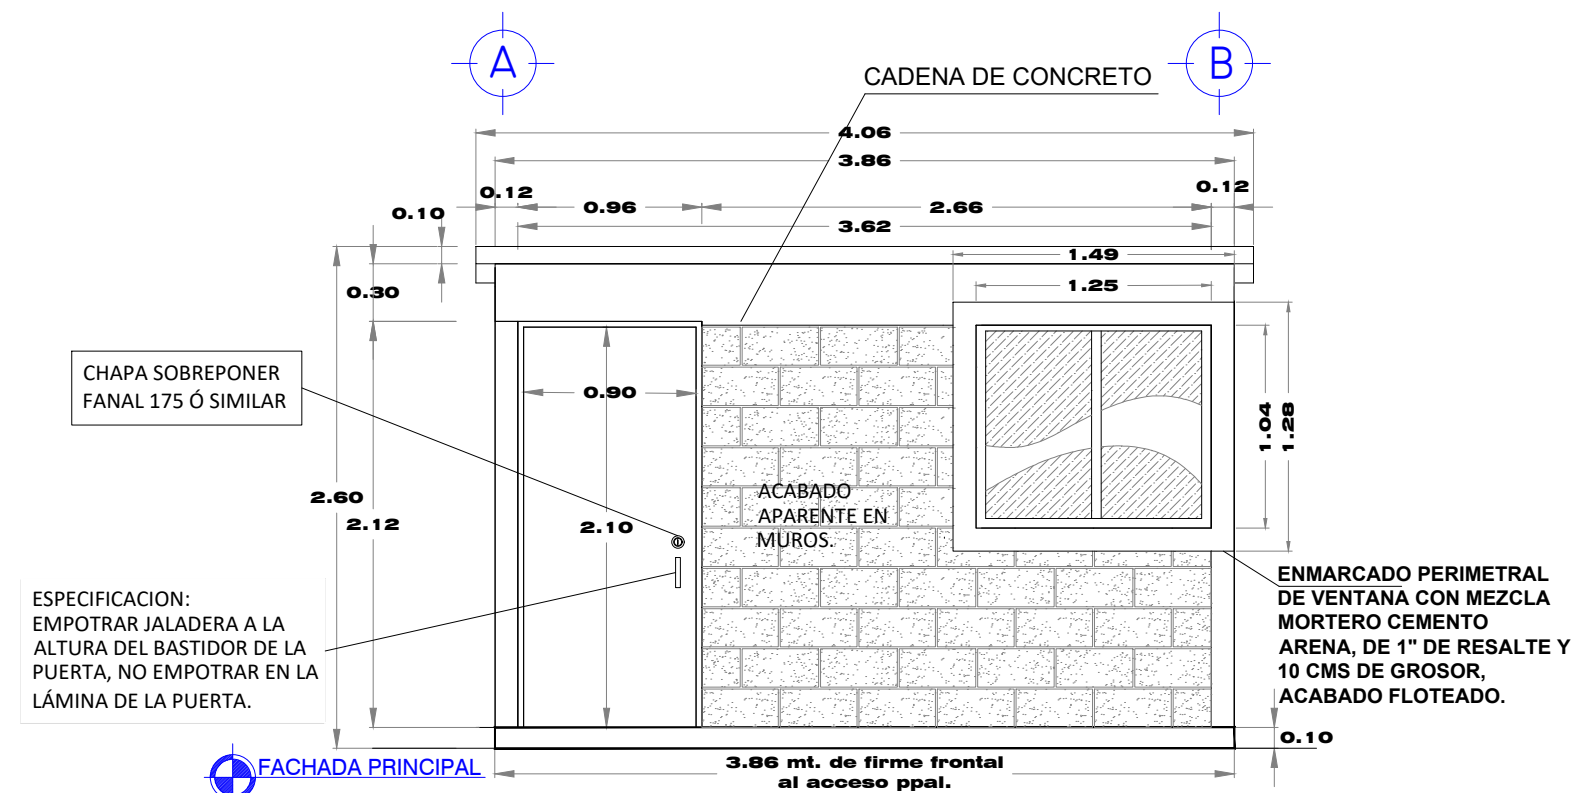 A
B
CADENA DE CONCRETO
4.06
3.86
0.12
0.12
0.96
2.66
0.10
3.62
1.49
0.30
1.25
CHAPA SOBREPONER
FANAL 175 Ó SIMILAR
0.90
1.04
1.28
2.60
2.12
2.10
ACABADO
APARENTE EN
MUROS.
ESPECIFICACION:
EMPOTRAR JALADERA A LA
ALTURA DEL BASTIDOR DE LA
PUERTA, NO EMPOTRAR EN LA
LÁMINA DE LA PUERTA.
ENMARCADO PERIMETRAL
DE VENTANA CON MEZCLA
MORTERO CEMENTO
ARENA, DE 1" DE RESALTE Y
10 CMS DE GROSOR,
ACABADO FLOTEADO.
0.10
FACHADA PRINCIPAL
3.86 mt. de firme frontal
al acceso ppal.